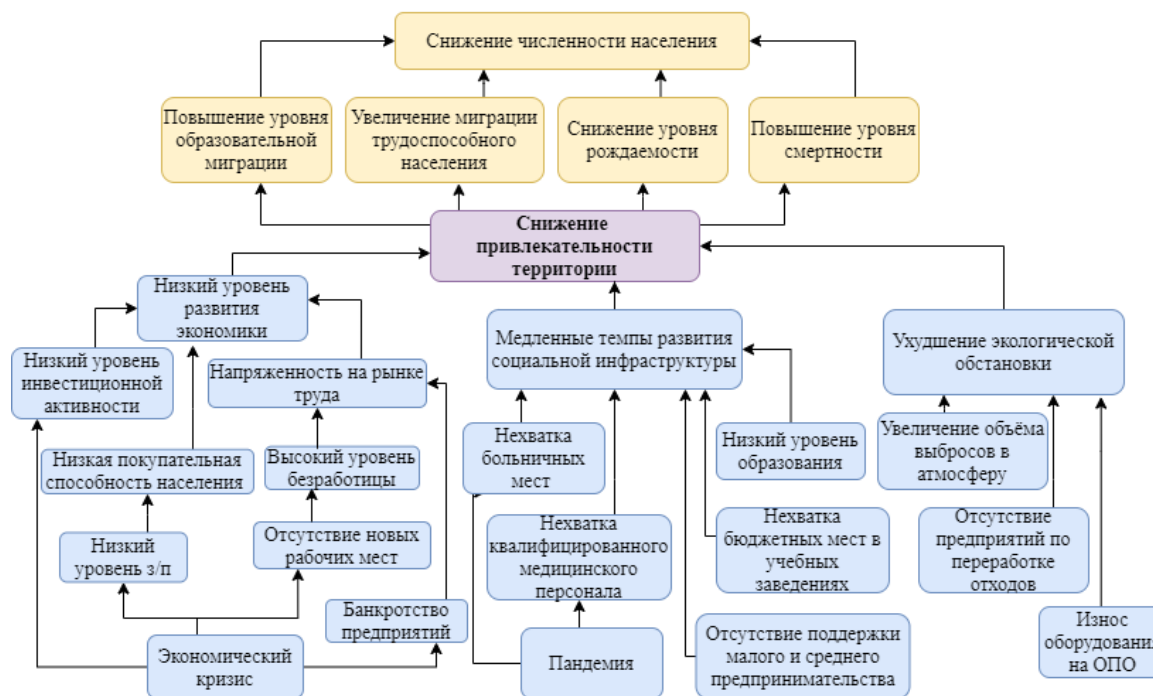 Снижение численности населения
Повышение уровня
образовательной
миграции
Увеличение миграции
трудоспособного
населения
Снижение уровня
рождаемости
Повышение уровня
смертности
Снижение
привлекательности
территории
Низкий уровень
развития
экономики
Медленные темпы развития
социальной инфраструктуры
Ухудшение экологической
обстановки
Низкий уровень
инвестиционной
активности
Напряженность на рынке
труда
Нехватка
больничных
мест
Низкий уровень
образования
Увеличение объёма
выбросов в
атмосферу
Низкая покупательная
способность населения
Высокий уровень
безработицы
Нехватка
квалифицированного
медицинского
персонала
Нехватка
бюджетных мест в
учебных
заведениях
Отсутствие
предприятий по
переработке
отходов
Низкий
уровень з/п
Отсутствие новых
рабочих мест
Банкротство
предприятий
Износ
оборудования
на ОПО
Экономический
кризис
Пандемия
Отсутствие поддержки
малого и среднего
предпринимательства